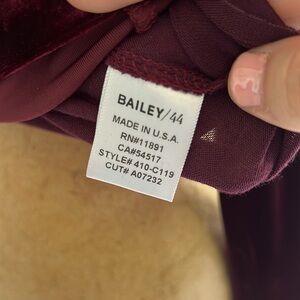 BAILEY/44
MADE IN U.S.A.
RN#11891
CA#54517
STYLE# 410-C119
CUT# A07232